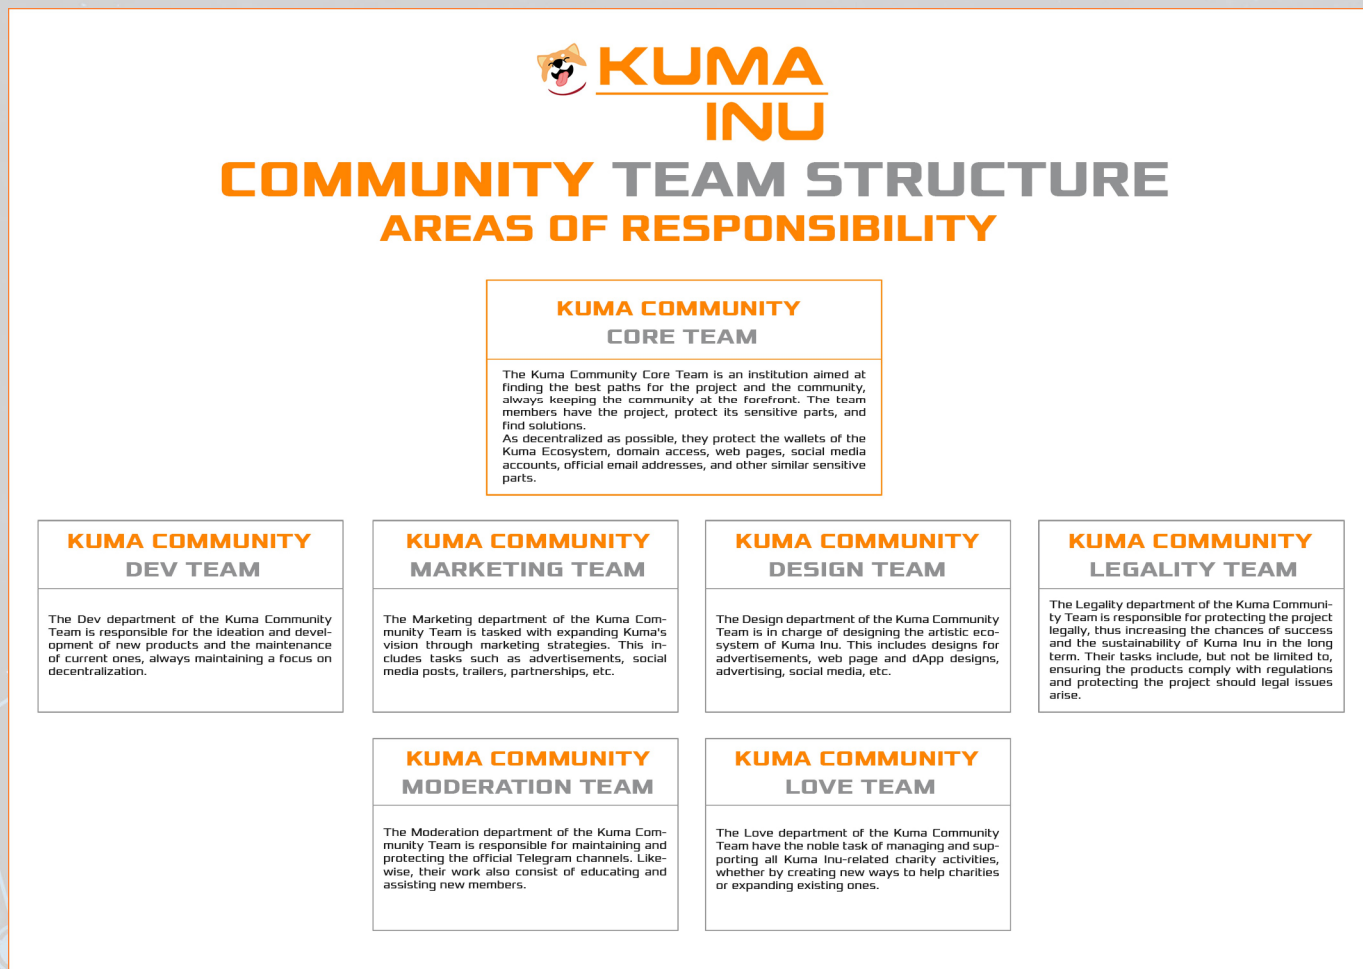 KUMA
INU
COMMUNITY TEAM STRUCTURE
AREAS OF RESPONSIBILITY
KUMA COMMUNITY
CORE TEAM
The Kuma Community Core Team is an institution aimed at
finding the best paths for the project and the community,
always keeping the community at the forefront. The team
members have the project, protect its sensitive parts, and
find solutions.
As decentralized as possible, they protect the wallets of the
Kuma Ecosystem, domain access, web pages, social media
accounts, official email addresses, and other similar sensitive
parts.
KUMA COMMUNITY
DEV TEAM
The Dev department of the Kuma Community
Team is responsible for the ideation and devel-
opment of new products and the maintenance
of current ones, always maintaining a focus on
decentralization.
KUMA COMMUNITY
MARKETING TEAM
The Marketing department of the Kuma Com-
munity Team is tasked with expanding Kuma's
vision through marketing strategies. This in-
cludes tasks such as advertisements, social
media posts, trailers, partnerships, etc.
KUMA COMMUNITY
DESIGN TEAM
The Design department of the Kuma Community
Team is in charge of designing the artistic eco-
system of Kuma Inu. This includes designs for
advertisements, web page and dApp designs,
advertising, social media, etc.
KUMA COMMUNITY
LEGALITY TEAM
The Legality department of the Kuma Communi-
ty Team is responsible for protecting the project
legally, thus increasing the chances of success
and the sustainability of Kuma Inu in the long
term. Their tasks include, but not be limited to,
ensuring the products comply with regulations
and protecting the project should legal issues
arise.
KUMA COMMUNITY
MODERATION TEAM
The Moderation department of the Kuma Com-
munity Team is responsible for maintaining and
protecting the official Telegram channels. Like-
wise, their work also consist of educating and
assisting new members.
KUMA COMMUNITY
LOVE TEAM
The Love department of the Kuma Community
Team have the noble task of managing and sup-
porting all Kuma Inu-related charity activities,
whether by creating new ways to help charities
or expanding existing ones.